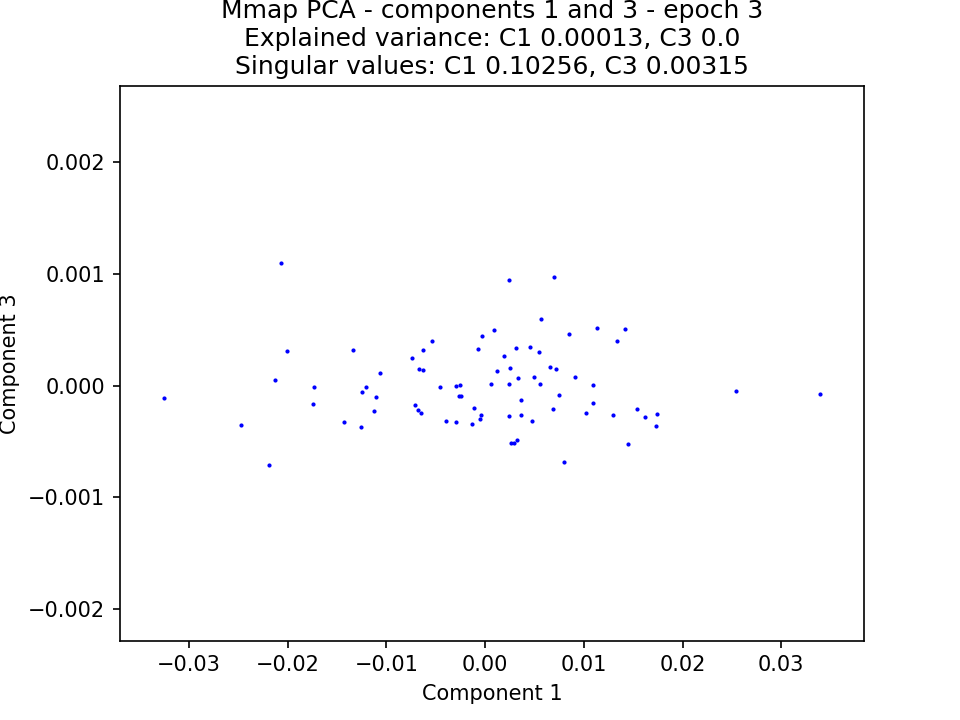 Mmap PCA - components 1 and 3 - epoch 3
Explained variance: C1 0.00013, C3 0.0
Singular values: C1 0.10256, C3 0.00315
0.002
0.001
0.000
−0.001
−0.002
Component 3
−0.03
−0.02
−0.01
0.00
0.01
0.02
0.03
Component 1